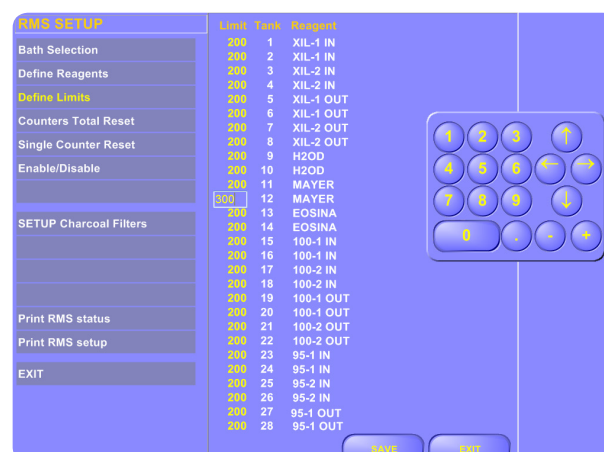 RMS SETUP
Bath Selection
Define Reagents
Define Limits
Counters Total Reset
Single Counter Reset
Enable/Disable
SETUP Charcoal Filters
Print RMS status
Print RMS setup
EXIT
Limit Tank Reagent
200 1 XIL-1 IN
200 2 XIL-1 IN
200 3 XIL-2 IN
200 4 XIL-2 IN
200 5 XIL-1 OUT
200 6 XIL-1 OUT
200 7 XIL-2 OUT
200 8 XIL-2 OUT
200 9 H2OD
200 10 H2OD
200 11 MAYER
300 12 MAYER
200 13 EOSINA
200 14 EOSINA
200 15 100-1 IN
200 16 100-1 IN
200 17 100-2 IN
200 18 100-2 IN
200 19 100-1 OUT
200 20 100-1 OUT
200 21 100-2 OUT
200 22 100-2 OUT
200 23 95-1 IN
200 24 95-1 IN
200 25 95-2 IN
200 26 95-2 IN
200 27 95-1 OUT
200 28 95-1 OUT
1 2 3 ↑
4 5 6 ← →
7 8 9 ↓
0 . - +
SAVE EXIT